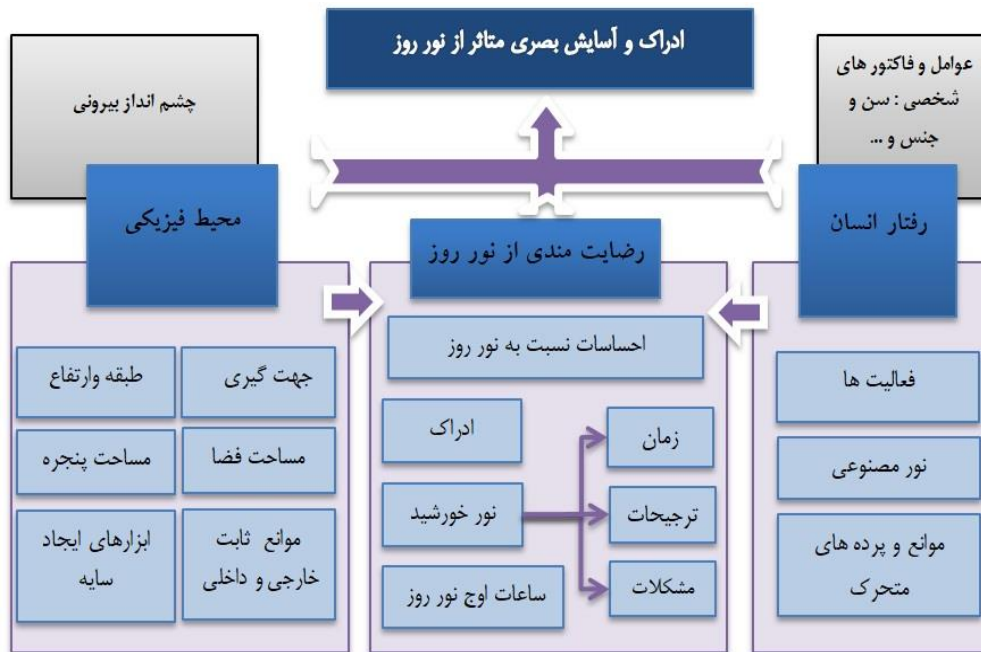 ادراک و آسایش بصری متاثر از نور روز
عوامل و فاکتور های
شخصی : سن و
جنس و ...
چشم انداز بیرونی
رفتار انسان
رضایت مندی از نور روز
محیط فیزیکی
فعالیت ها
نور مصنوعی
موانع و پرده های
متحرک
احساسات نسبت به نور روز
ادراک
زمان
نور خورشید
ترجیحات
ساعات اوج نور روز
مشکلات
جهت گیری
طبقه وارتفاع
مساحت فضا
مساحت پنجره
موانع ثابت
خارجی و داخلی
ابزارهای ایجاد
سایه